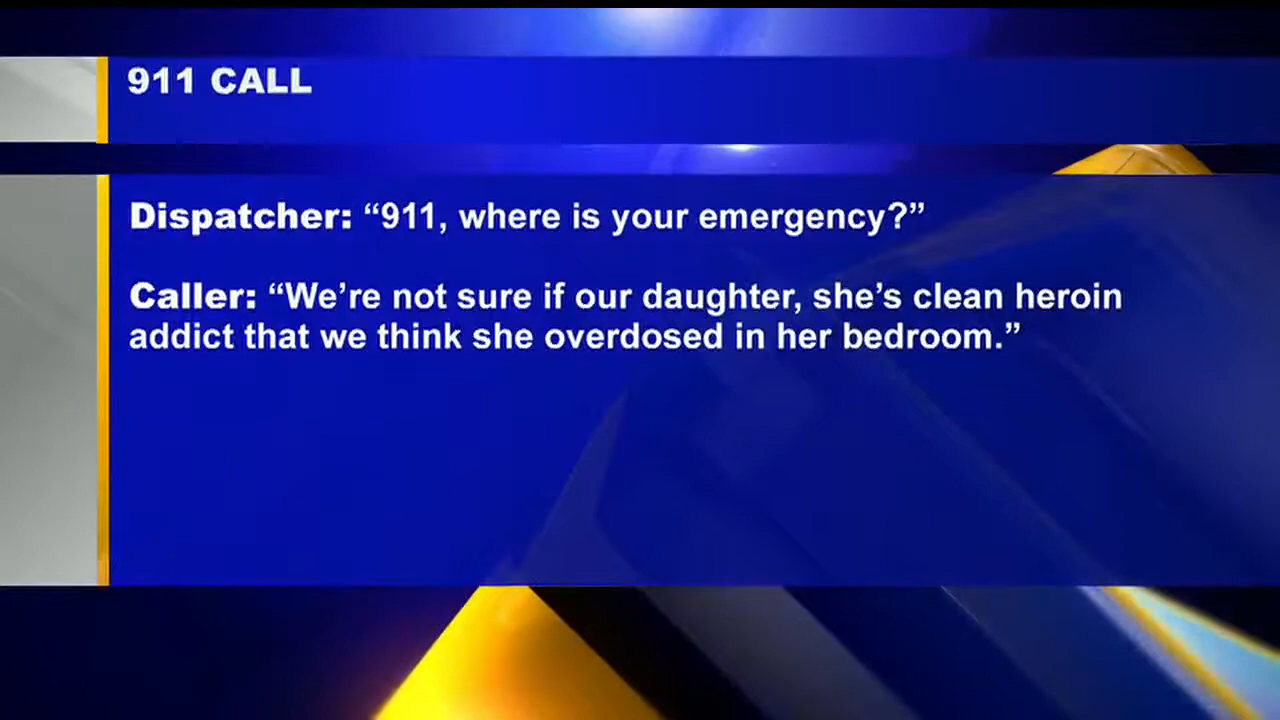 911 CALL
Dispatcher: “911, where is your emergency?”
Caller: “We’re not sure if our daughter, she’s clean heroin
addict that we think she overdosed in her bedroom.”